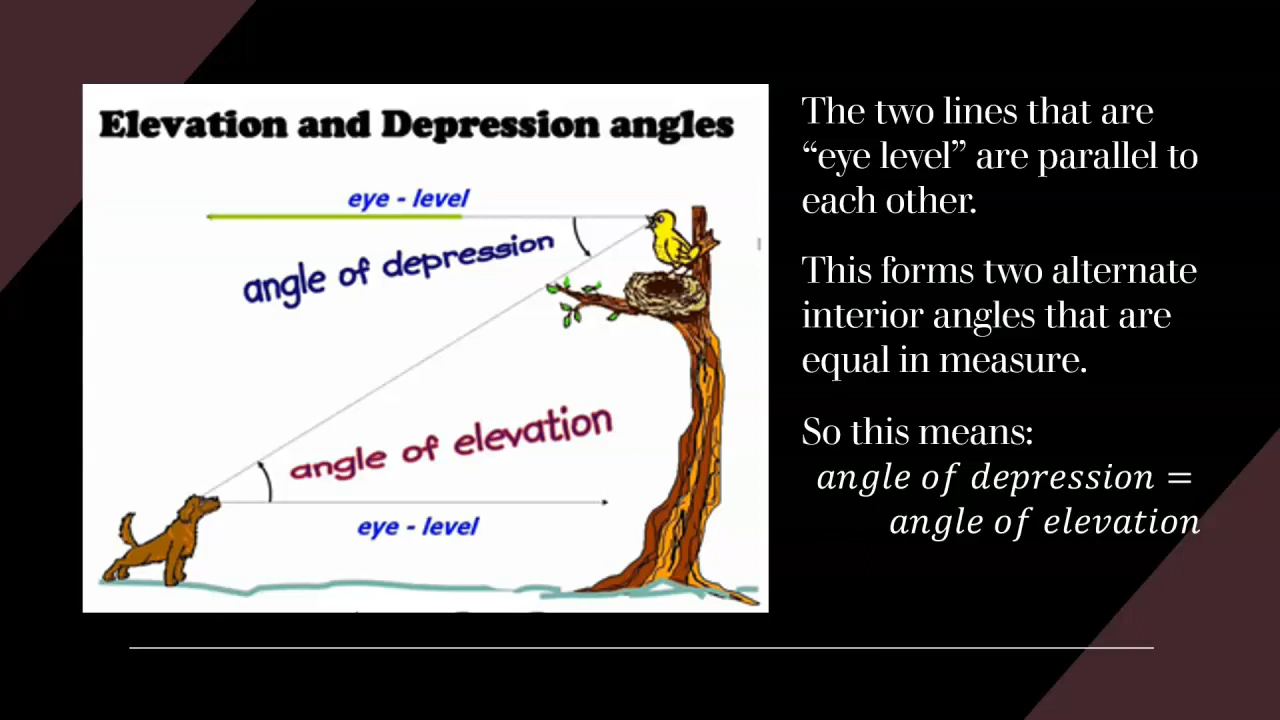 Elevation and Depression angles
eye - level
angle of depression
angle of elevation
eye - level
The two lines that are
“eye level” are parallel to
each other.
This forms two alternate
interior angles that are
equal in measure.
So this means:
angle of depression =
angle of elevation